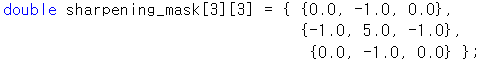 double sharpening_mask[3][3] = { {0.0, -1.0, 0.0},
{-1.0, 5.0, -1.0},
{0.0, -1.0, 0.0} };